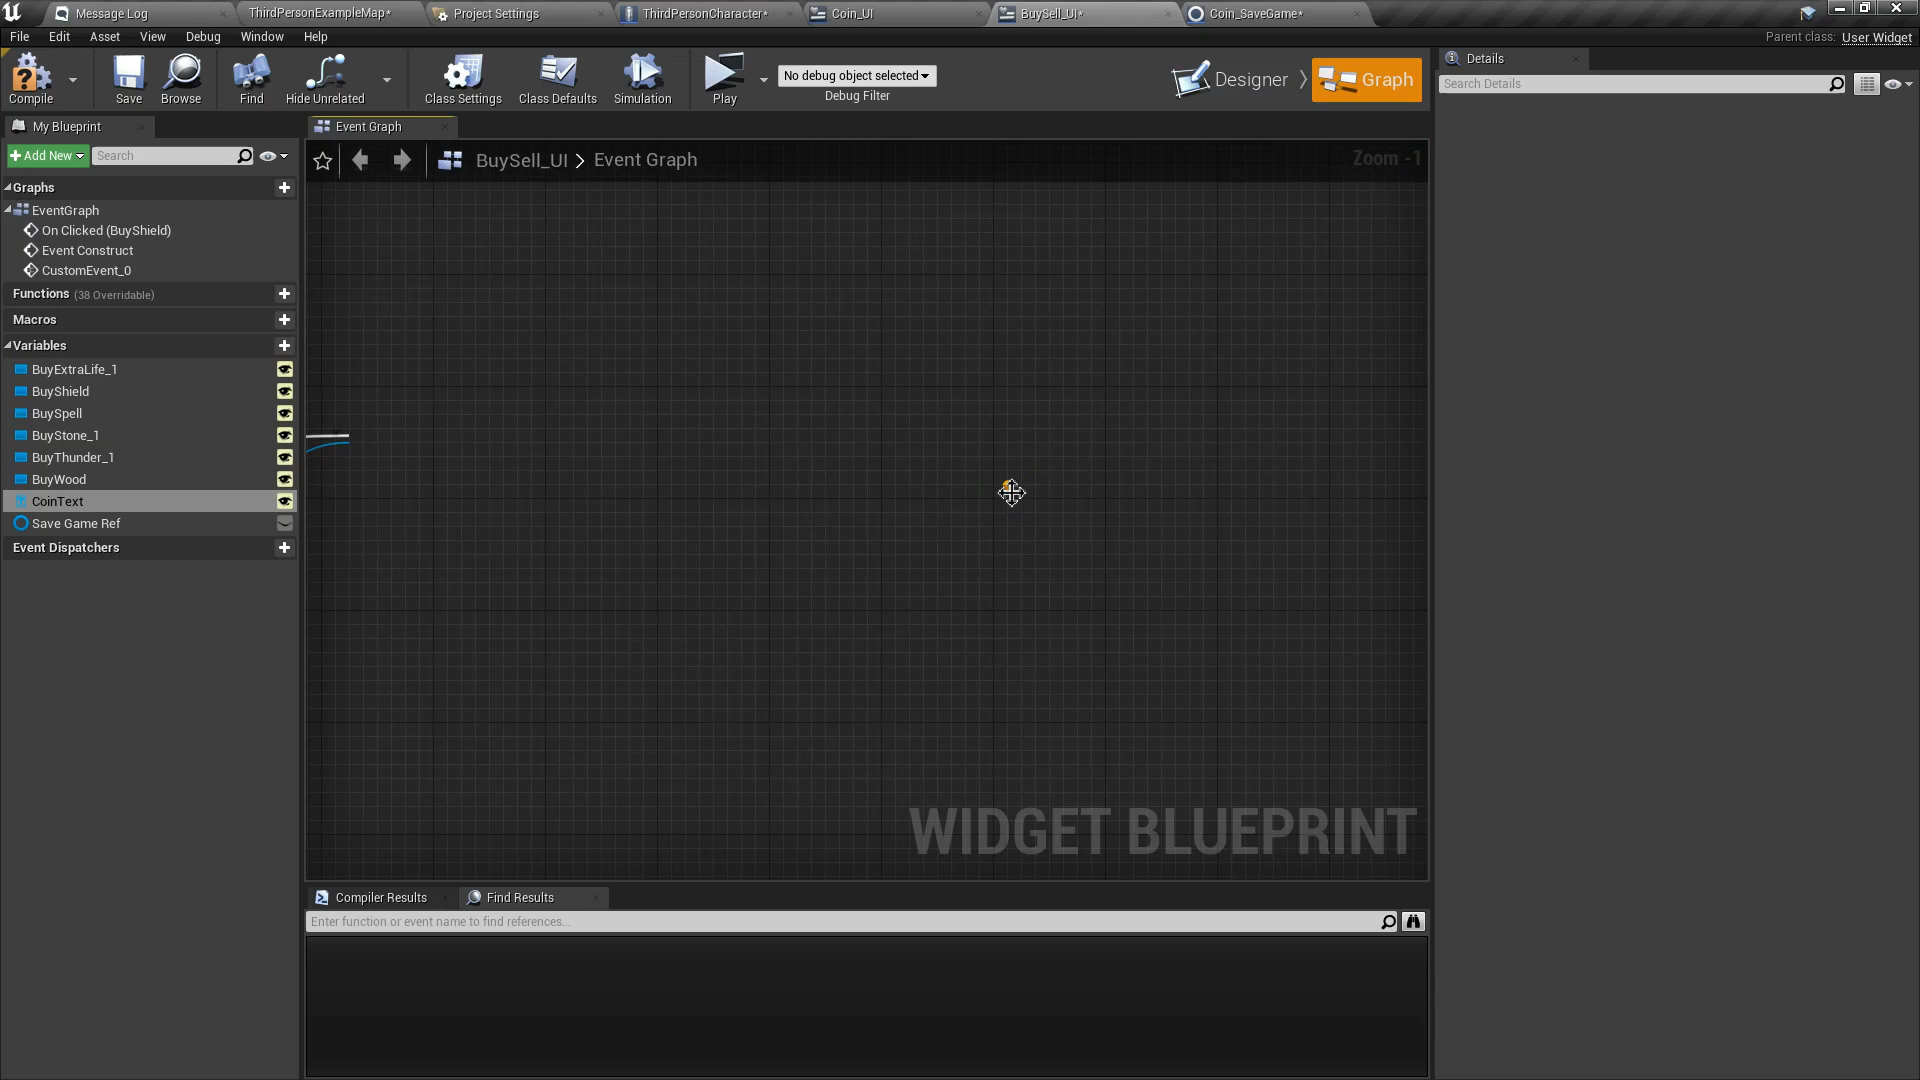 Message Log
ThirdPersonExampleMap*
Project Settings
ThirdPersonCharacter*
Coin_UI
BuySell_UI*
Coin_SaveGame*
File
Edit
Asset
View
Debug
Window
Help
Parent class: User Widget
Compile
Save
Browse
Find
Hide Unrelated
Class Settings
Class Defaults
Simulation
Play
No debug object selected
Debug Filter
Designer
Graph
Details
Search Details
My Blueprint
Event Graph
Add New
Search
BuySell_UI > Event Graph
Zoom -1
Graphs
EventGraph
On Clicked (BuyShield)
Event Construct
CustomEvent_0
Functions (38 Overridable)
Macros
Variables
BuyExtraLife_1
BuyShield
BuySpell
BuyStone_1
BuyThunder_1
BuyWood
CoinText
Save Game Ref
Event Dispatchers
WIDGET BLUEPRINT
Compiler Results
Find Results
Enter function or event name to find references...